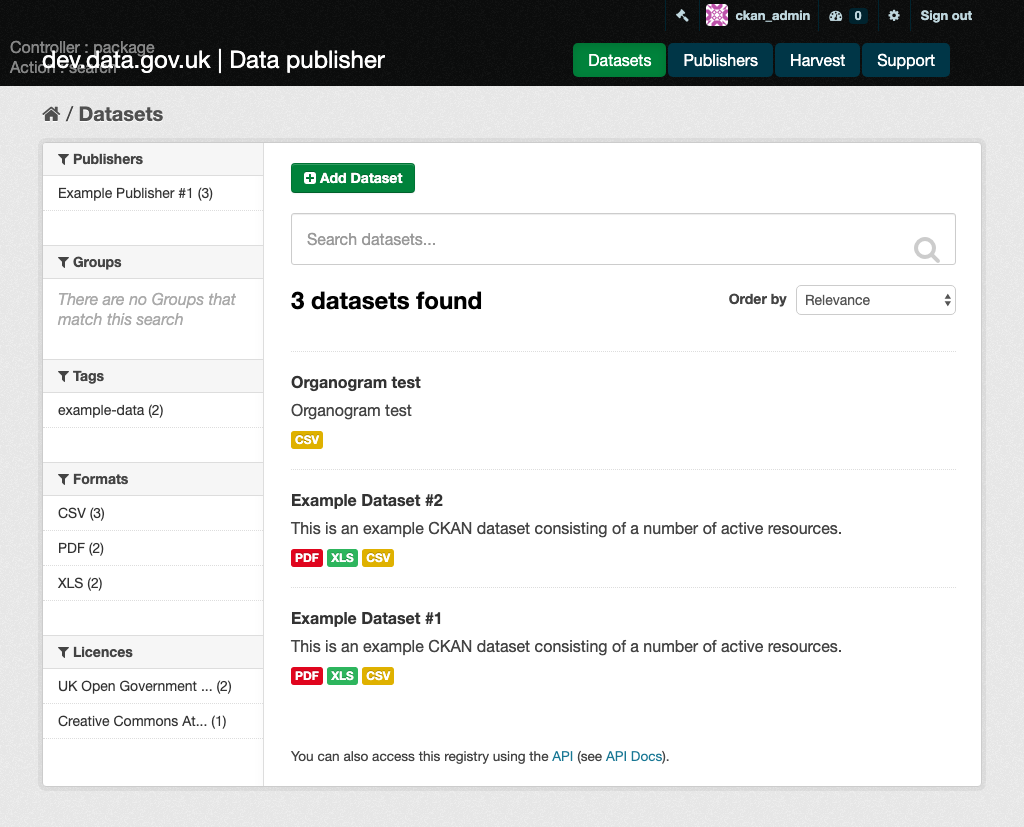 ckan_admin
0
Sign out
Controller : package
Action : search
dev.data.gov.uk | Data publisher
Datasets
Publishers
Harvest
Support
/ Datasets
Publishers
Example Publisher #1 (3)
Groups
There are no Groups that
match this search
Tags
example-data (2)
Formats
CSV (3)
PDF (2)
XLS (2)
Licences
UK Open Government ... (2)
Creative Commons At... (1)
Add Dataset
Search datasets...
3 datasets found
Order by
Relevance
Organogram test
Organogram test
CSV
Example Dataset #2
This is an example CKAN dataset consisting of a number of active resources.
PDF XLS CSV
Example Dataset #1
This is an example CKAN dataset consisting of a number of active resources.
PDF XLS CSV
You can also access this registry using the API (see API Docs).